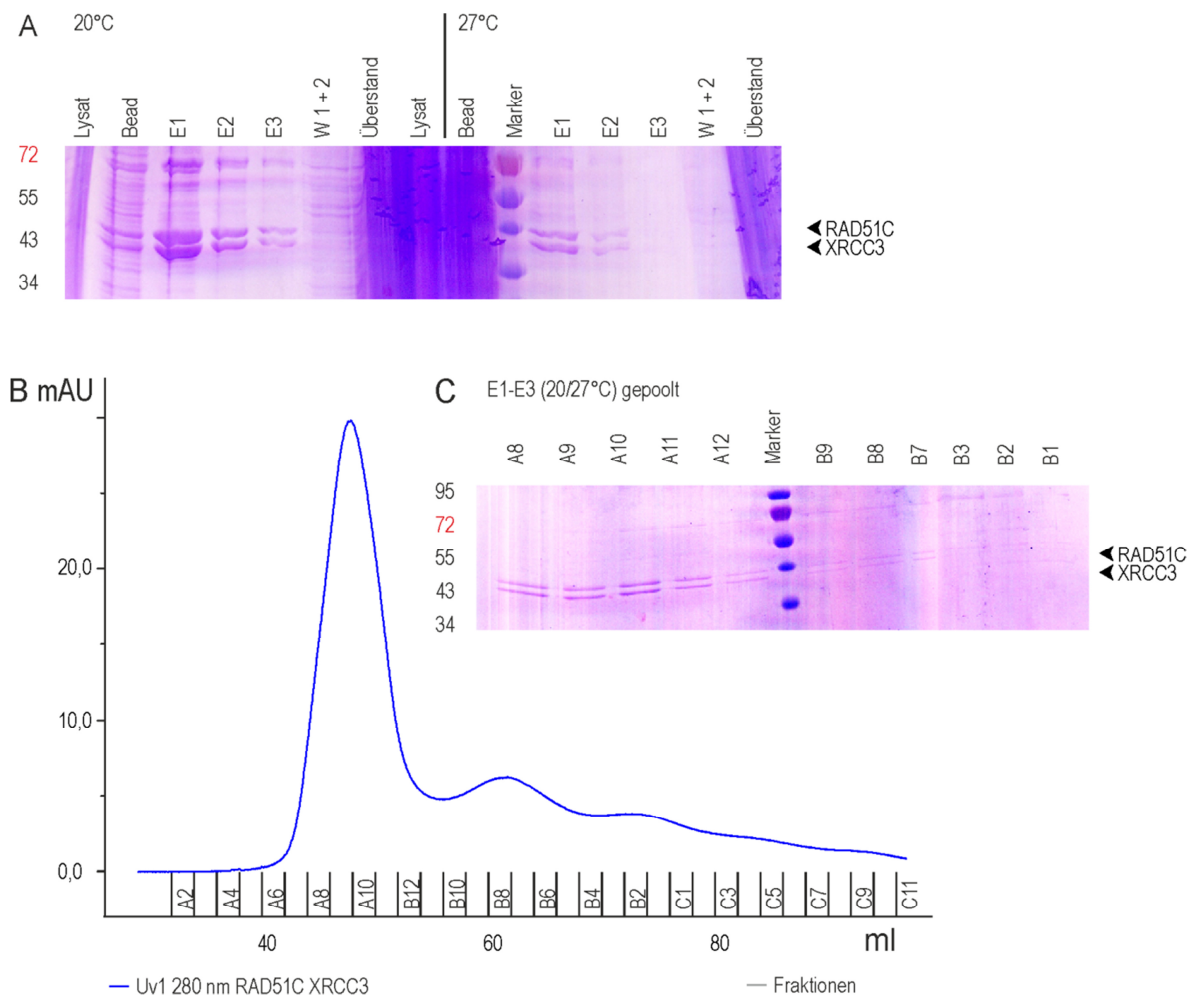 A 20°C 27°C
Lysat Bead E1 E2 E3 W 1 + 2 Überstand Lysat Bead Marker E1 E2 E3 W 1 + 2 Überstand
72
55
43
34
RAD51C
XRCC3
B mAU
20,0
10,0
0,0
A2 A4 A6 A8 A10 B12 B10 B8 B6 B4 B2 C1 C3 C5 C7 C9 C11
40 60 80 ml
Uv1 280 nm RAD51C XRCC3 Fraktionen
C E1-E3 (20/27°C) gepoolt
A8 A9 A10 A11 A12 Marker B9 B8 B7 B3 B2 B1
95
72
55
43
34
RAD51C
XRCC3